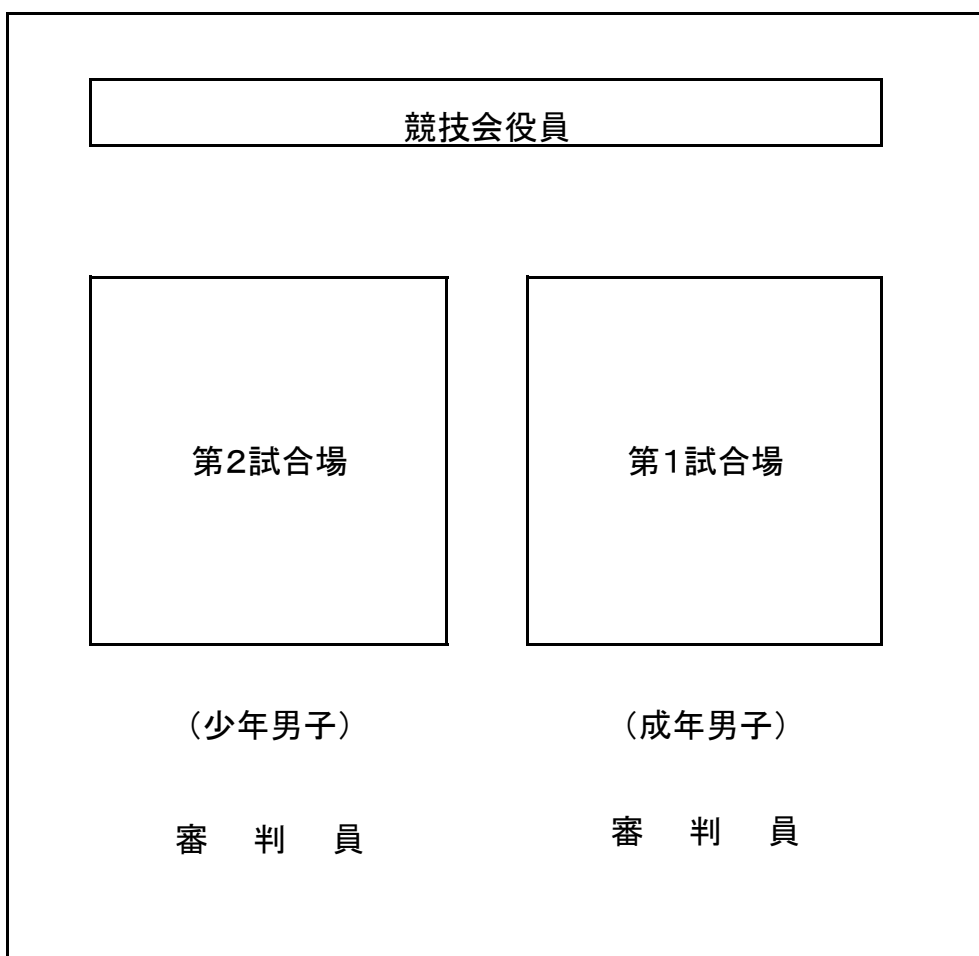 競技会役員
第2試合場
第1試合場
（少年男子）
（成年男子）
審　判　員
審　判　員